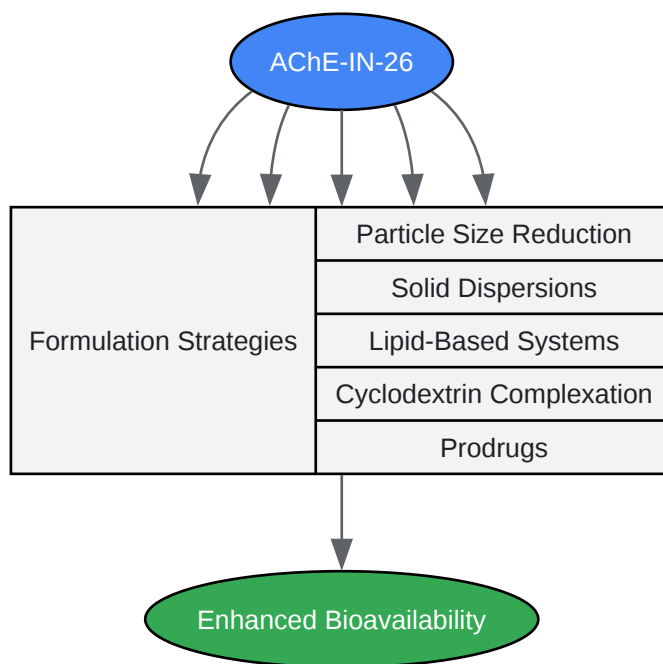 AChE-IN-26
Formulation Strategies
Particle Size Reduction
Solid Dispersions
Lipid-Based Systems
Cyclodextrin Complexation
Prodrugs
Enhanced Bioavailability